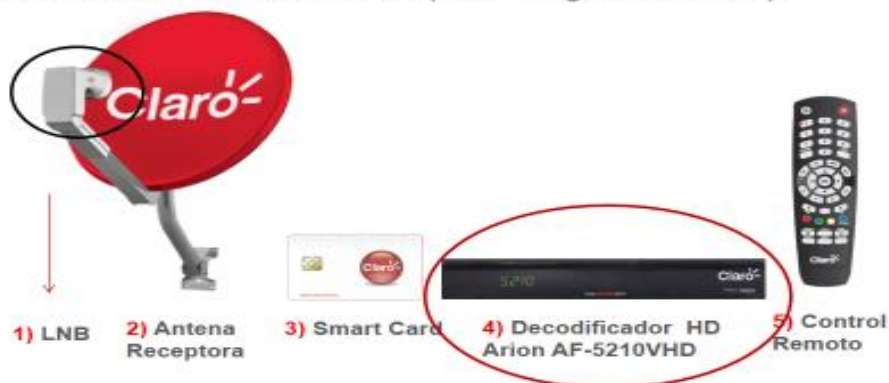 Claro
Claro
5210
Claro
Claro
1) LNB
2) Antena
Receptora
3) Smart Card
4) Decodificador HD
Arion AF-5210VHD
5) Control
Remoto